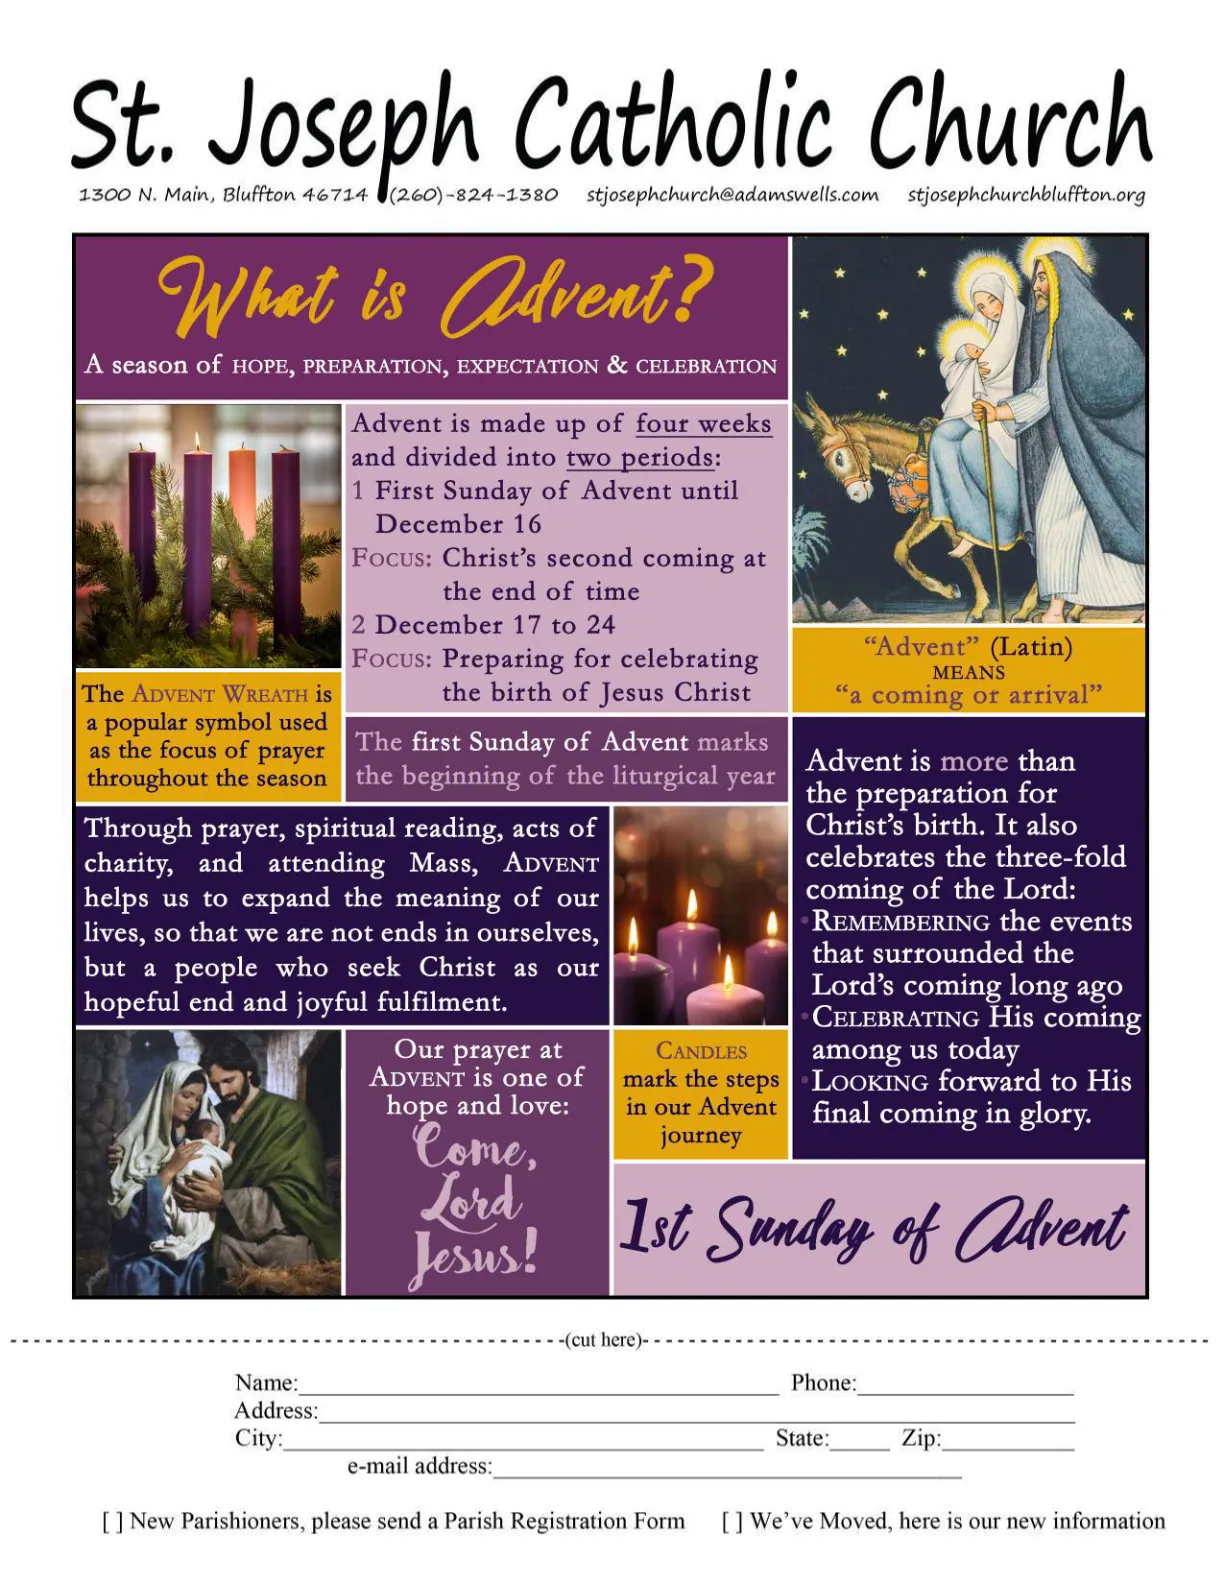 St. Joseph Catholic Church
1300 N. Main, Bluffton 46714 (260)-824-1380 stjosephchurch@adamswells.com stjosephchurchbluffton.org
What is Advent?
A season of HOPE, PREPARATION, EXPECTATION & CELEBRATION
Advent is made up of four weeks
and divided into two periods:
1 First Sunday of Advent until
December 16
FOCUS: Christ's second coming at
the end of time
2 December 17 to 24
FOCUS: Preparing for celebrating
the birth of Jesus Christ
"Advent" (Latin)
MEANS
"a coming or arrival"
The ADVENT WREATH is
a popular symbol used
as the focus of prayer
throughout the season
The first Sunday of Advent marks
the beginning of the liturgical year
Advent is more than
the preparation for
Christ's birth. It also
celebrates the three-fold
coming of the Lord:
•REMEMBERING the events
that surrounded the
Lord's coming long ago
•CELEBRATING His coming
among us today
•LOOKING forward to His
final coming in glory.
Through prayer, spiritual reading, acts of
charity, and attending Mass, ADVENT
helps us to expand the meaning of our
lives, so that we are not ends in ourselves,
but a people who seek Christ as our
hopeful end and joyful fulfilment.
Our prayer at
ADVENT is one of
hope and love:
Come,
Lord
Jesus!
CANDLES
mark the steps
in our Advent
journey
1st Sunday of Advent
(cut here)
Name: Phone:
Address:
City: State: Zip:
e-mail address:
[ ] New Parishioners, please send a Parish Registration Form [ ] We've Moved, here is our new information